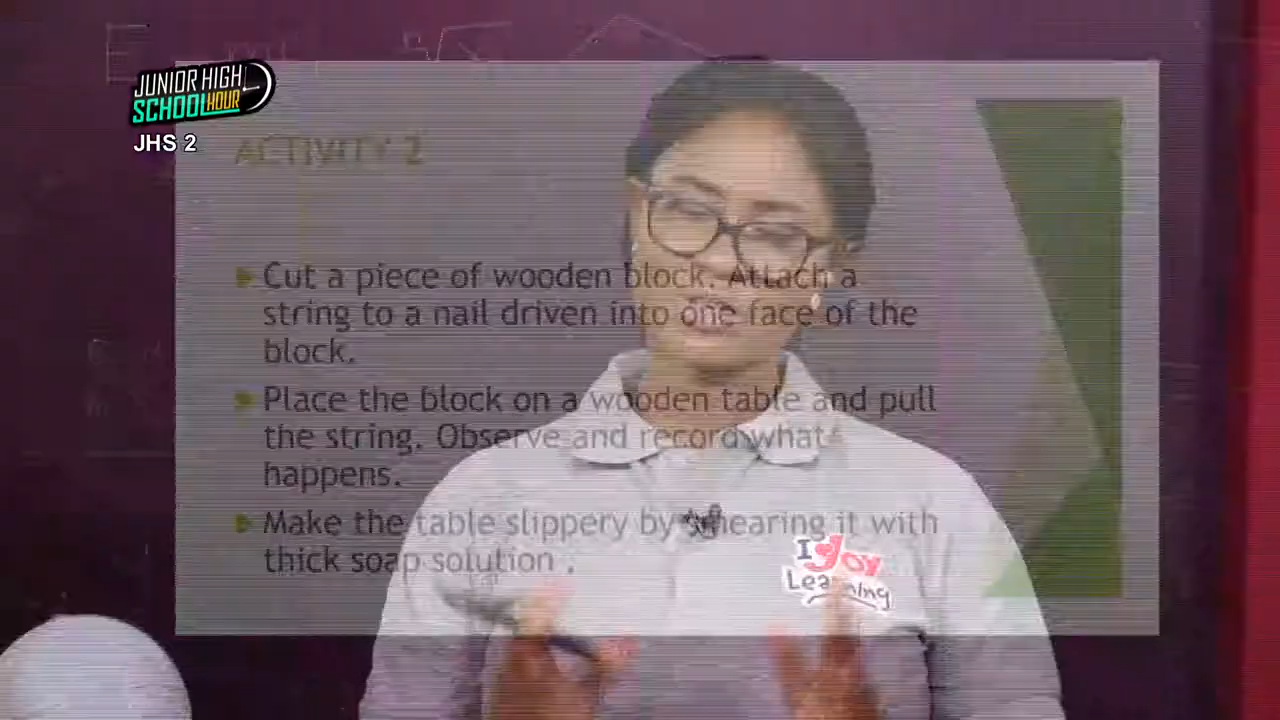 JUNIOR HIGH
SCHOOL HOUR
JHS 2
ACTIVITY 2
Cut a piece of wooden block. Attach a
string to a nail driven into one face of the
block.
Place the block on a wooden table and pull
the string. Observe and record what
happens.
Make the table slippery by smearing it with
thick soap solution .
I Joy
Learning